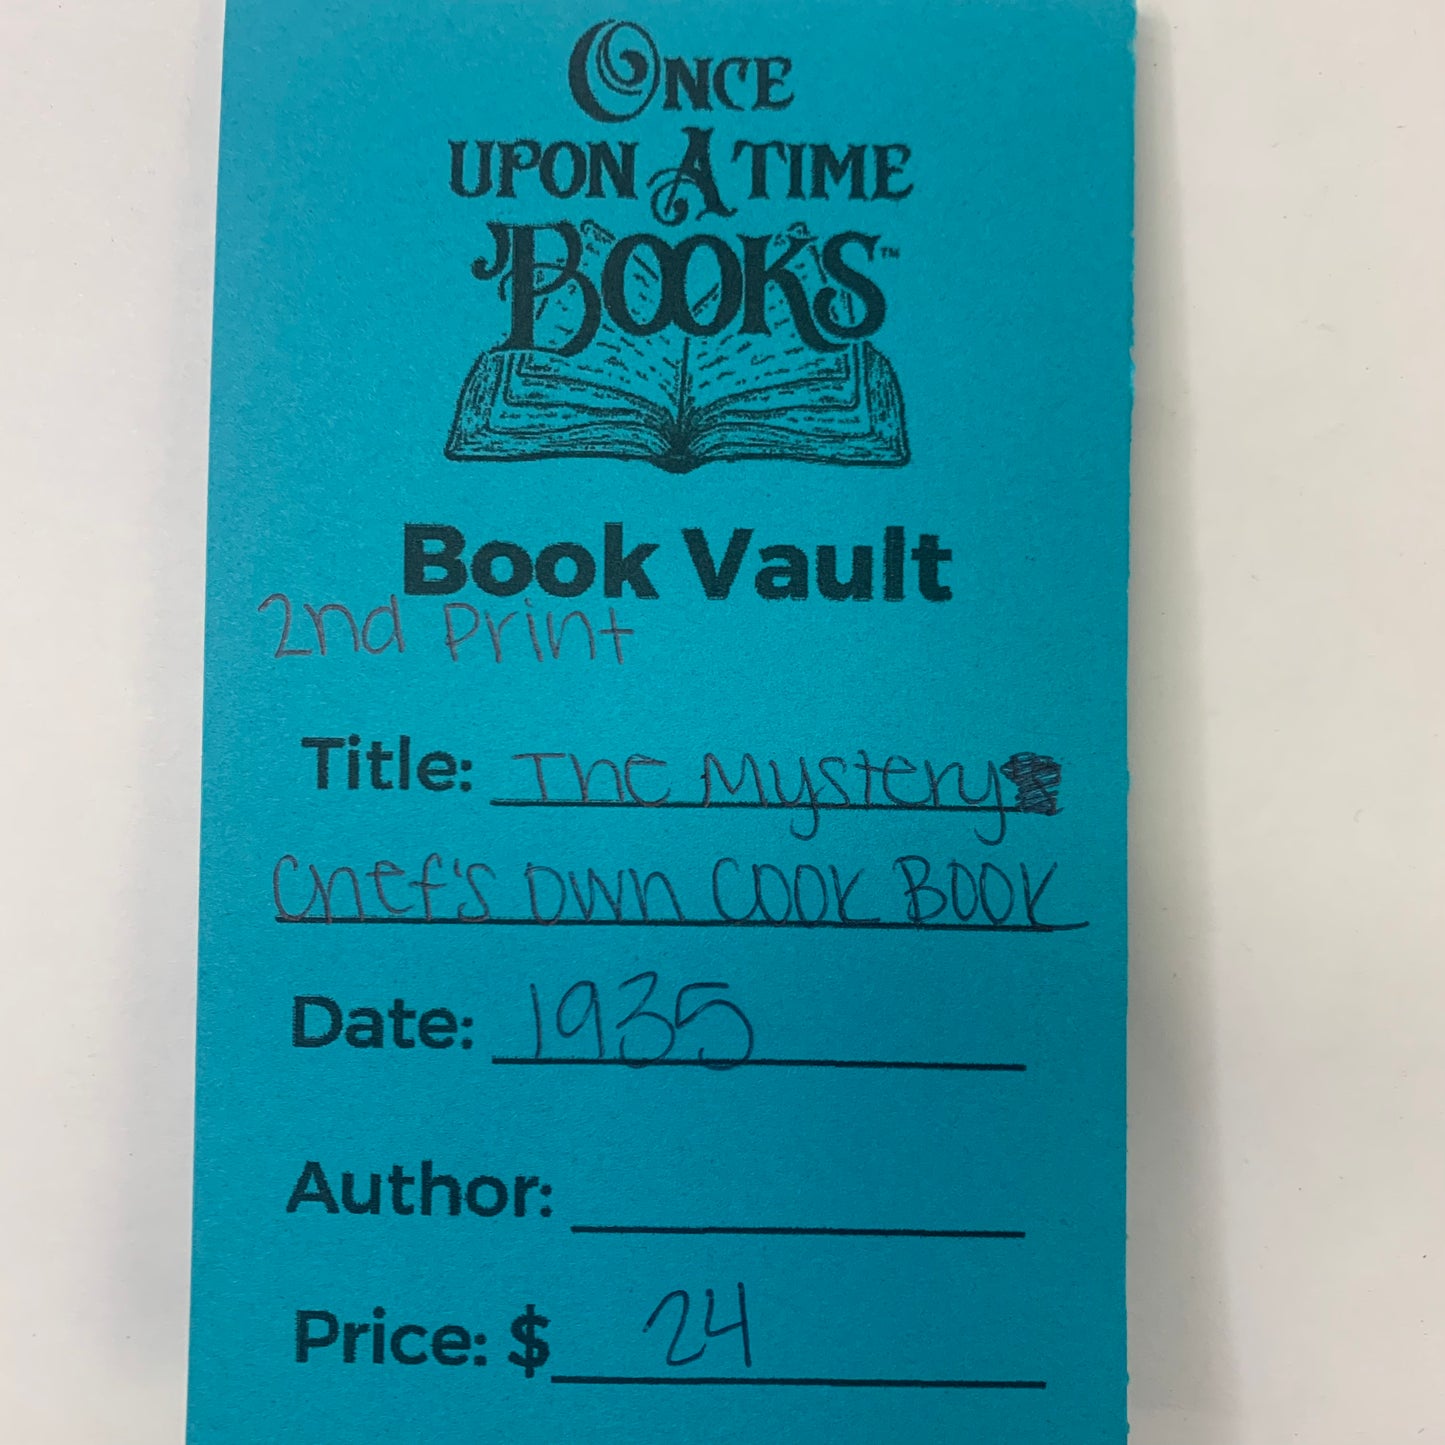 ONCE
UPON A TIME
BOOKS™
Book Vault
2nd Print
Title: The Mystery
Chef's Own Cook Book
Date: 1935
Author:
Price: $ 24